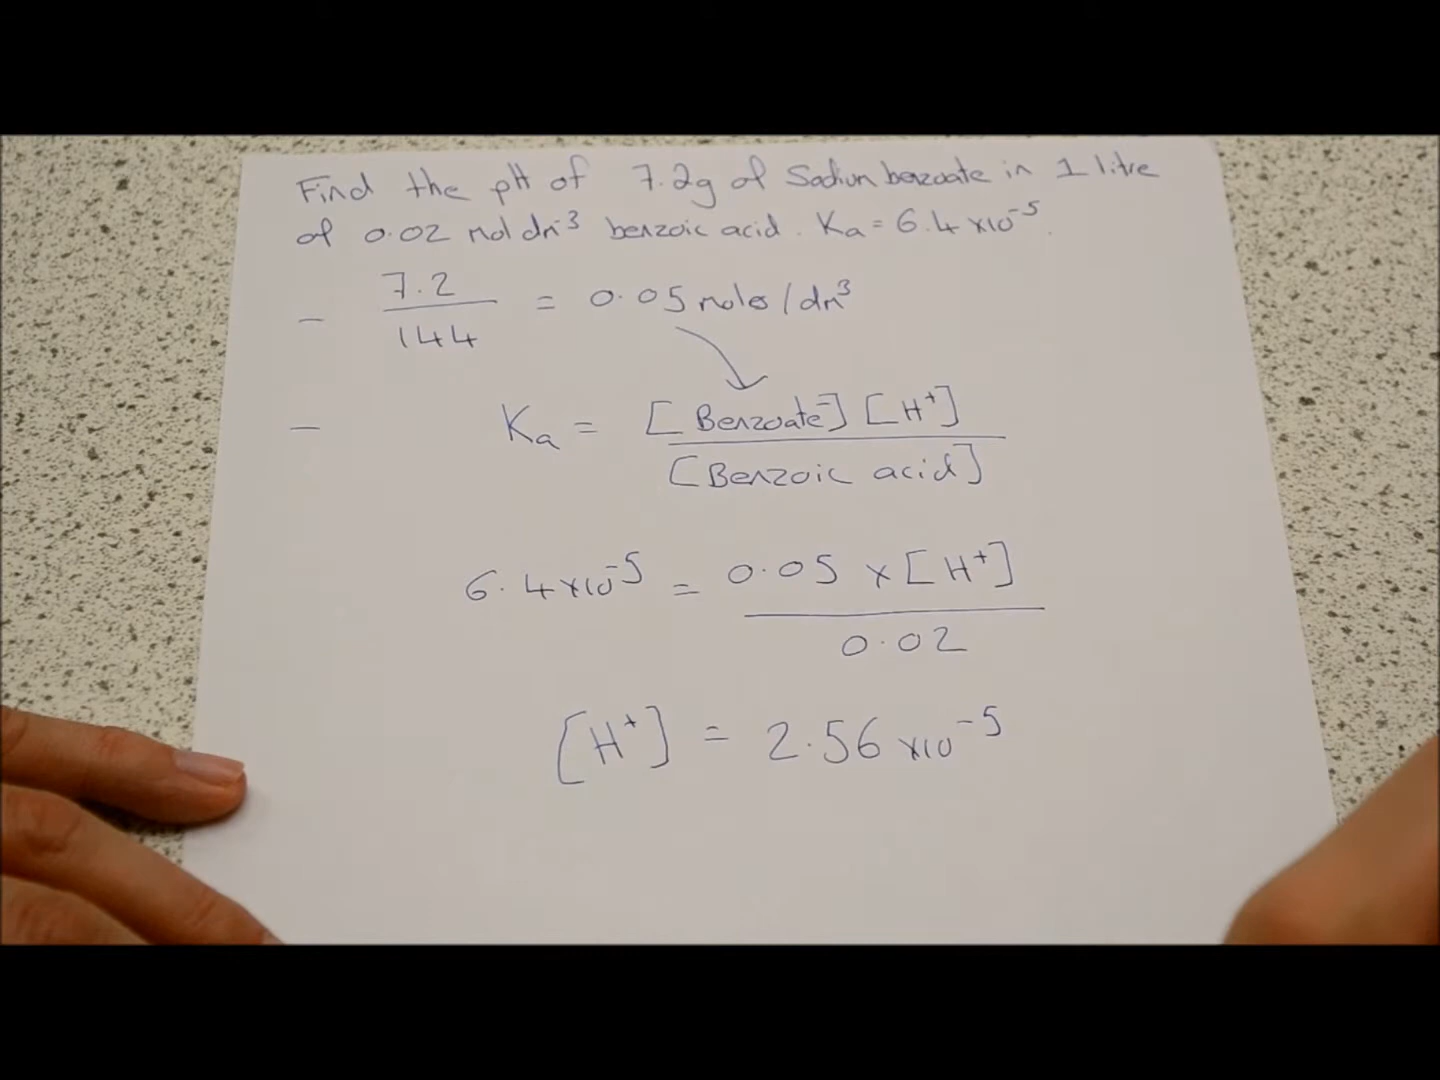 Find the pH of 7.2g of Sodium benzoate in 1 litre
of 0.02 mol dm⁻³ benzoic acid. Ka = 6.4 x10⁻⁵.
- 7.2 / 144 = 0.05 moles / dm³
- Ka = [Benzoate⁻] [H⁺] / [Benzoic acid]
6.4 x10⁻⁵ = 0.05 x [H⁺] / 0.02
[H⁺] = 2.56 x10⁻⁵